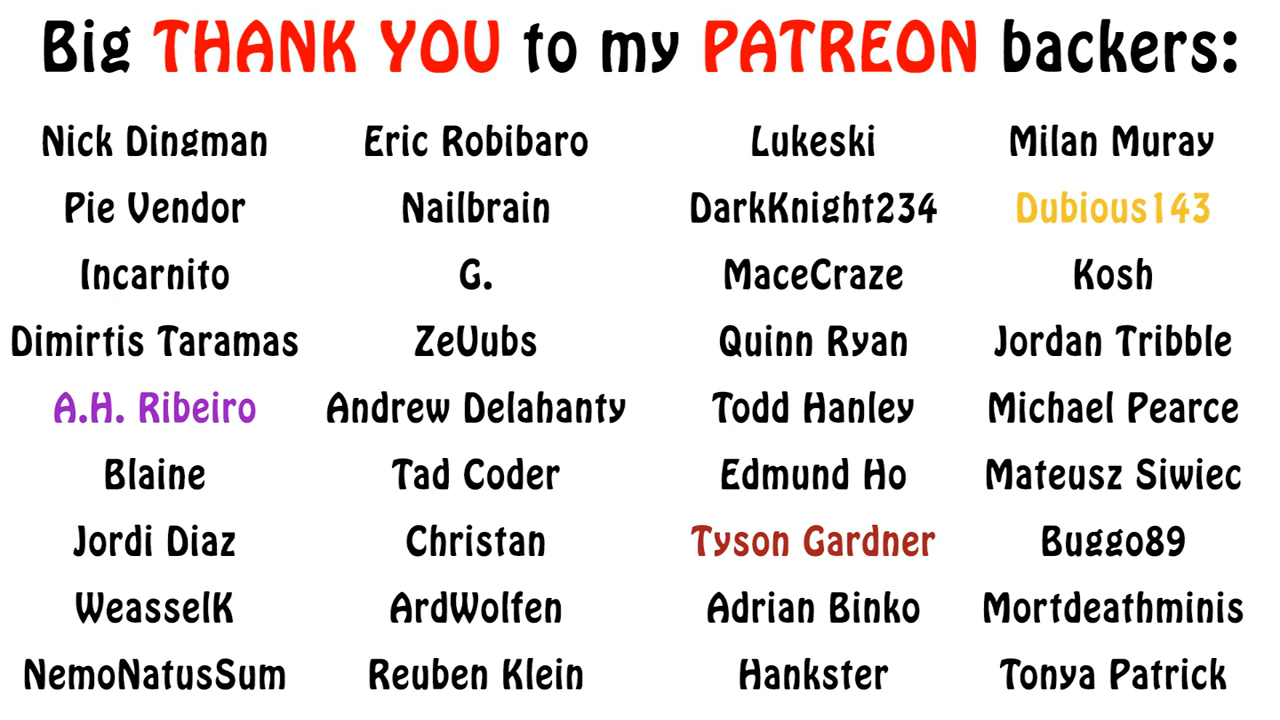 Big THANK YOU to my PATREON backers:
Nick Dingman Eric Robibaro Lukeski Milan Muray
Pie Vendor Nailbrain DarkKnight234 Dubious143
Incarnito G. MaceCraze Kosh
Dimirtis Taramas ZeVubs Quinn Ryan Jordan Tribble
A.H. Ribeiro Andrew Delahanty Todd Hanley Michael Pearce
Blaine Tad Coder Edmund Ho Mateusz Siwiec
Jordi Diaz Christan Tyson Gardner Buggo89
WeasselK ArdWolfen Adrian Binko Mortdeathminis
NemoNatusSum Reuben Klein Hankster Tonya Patrick